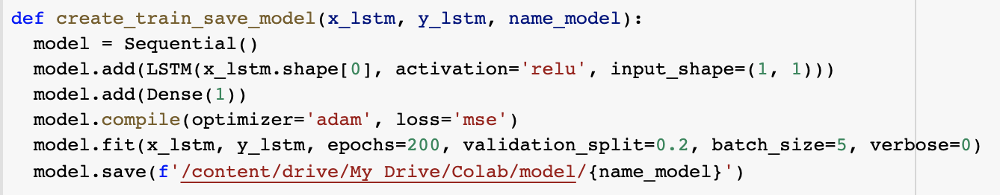 def create_train_save_model(x_lstm, y_lstm, name_model):
  model = Sequential()
  model.add(LSTM(x_lstm.shape[0], activation='relu', input_shape=(1, 1)))
  model.add(Dense(1))
  model.compile(optimizer='adam', loss='mse')
  model.fit(x_lstm, y_lstm, epochs=200, validation_split=0.2, batch_size=5, verbose=0)
  model.save(f'/content/drive/My Drive/Colab/model/{name_model}')